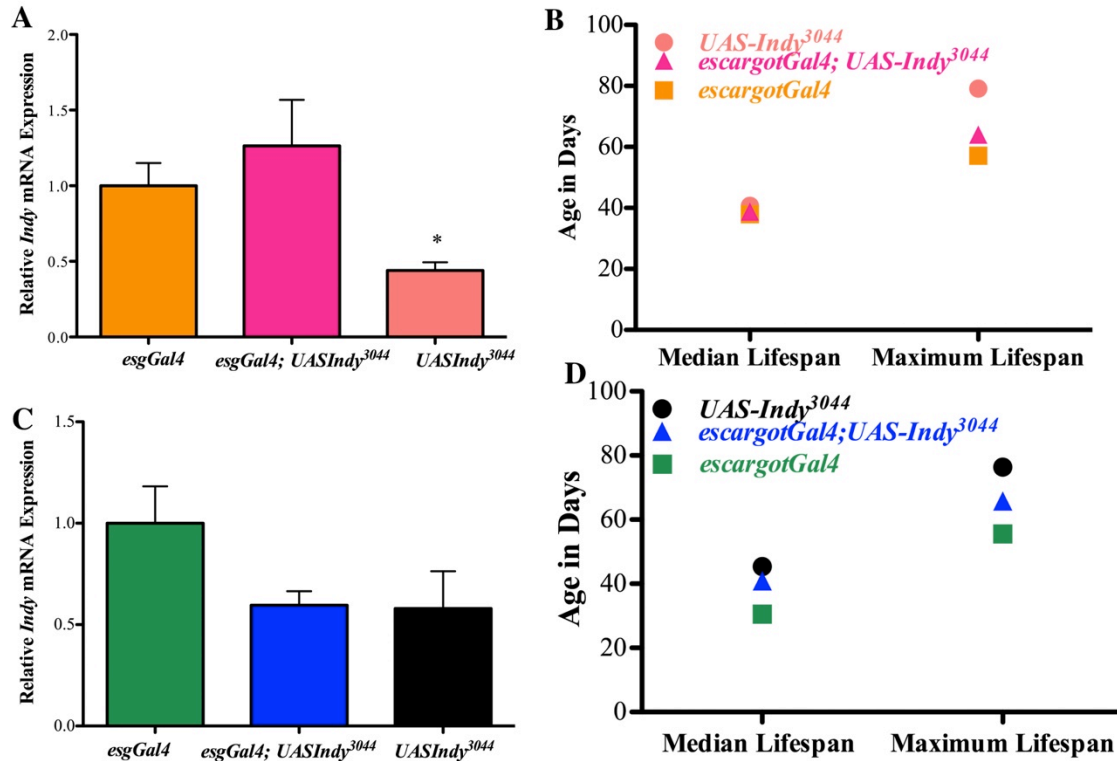 A
Relative Indy mRNA Expression
2.0
1.5
1.0
0.5
0.0
*
esgGal4
esgGal4; UASIndy³⁰⁴⁴
UASIndy³⁰⁴⁴
B
Age in Days
100
80
60
40
20
0
UAS-Indy³⁰⁴⁴
escargotGal4; UAS-Indy³⁰⁴⁴
escargotGal4
Median Lifespan
Maximum Lifespan
C
Relative Indy mRNA Expression
1.5
1.0
0.5
0.0
esgGal4
esgGal4; UASIndy³⁰⁴⁴
UASIndy³⁰⁴⁴
D
Age in Days
100
80
60
40
20
0
UAS-Indy³⁰⁴⁴
escargotGal4;UAS-Indy³⁰⁴⁴
escargotGal4
Median Lifespan
Maximum Lifespan